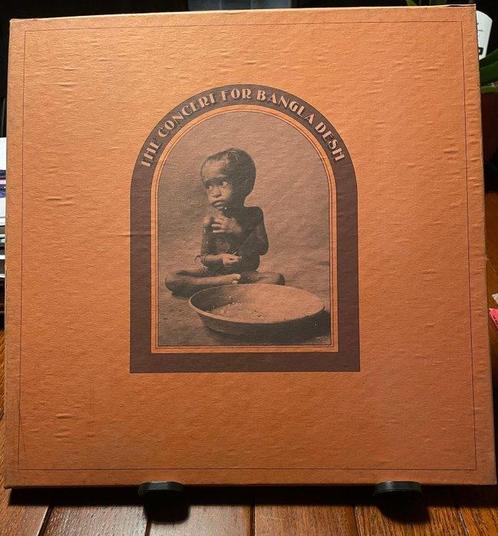 THE CONCERT FOR BANGLA DESH